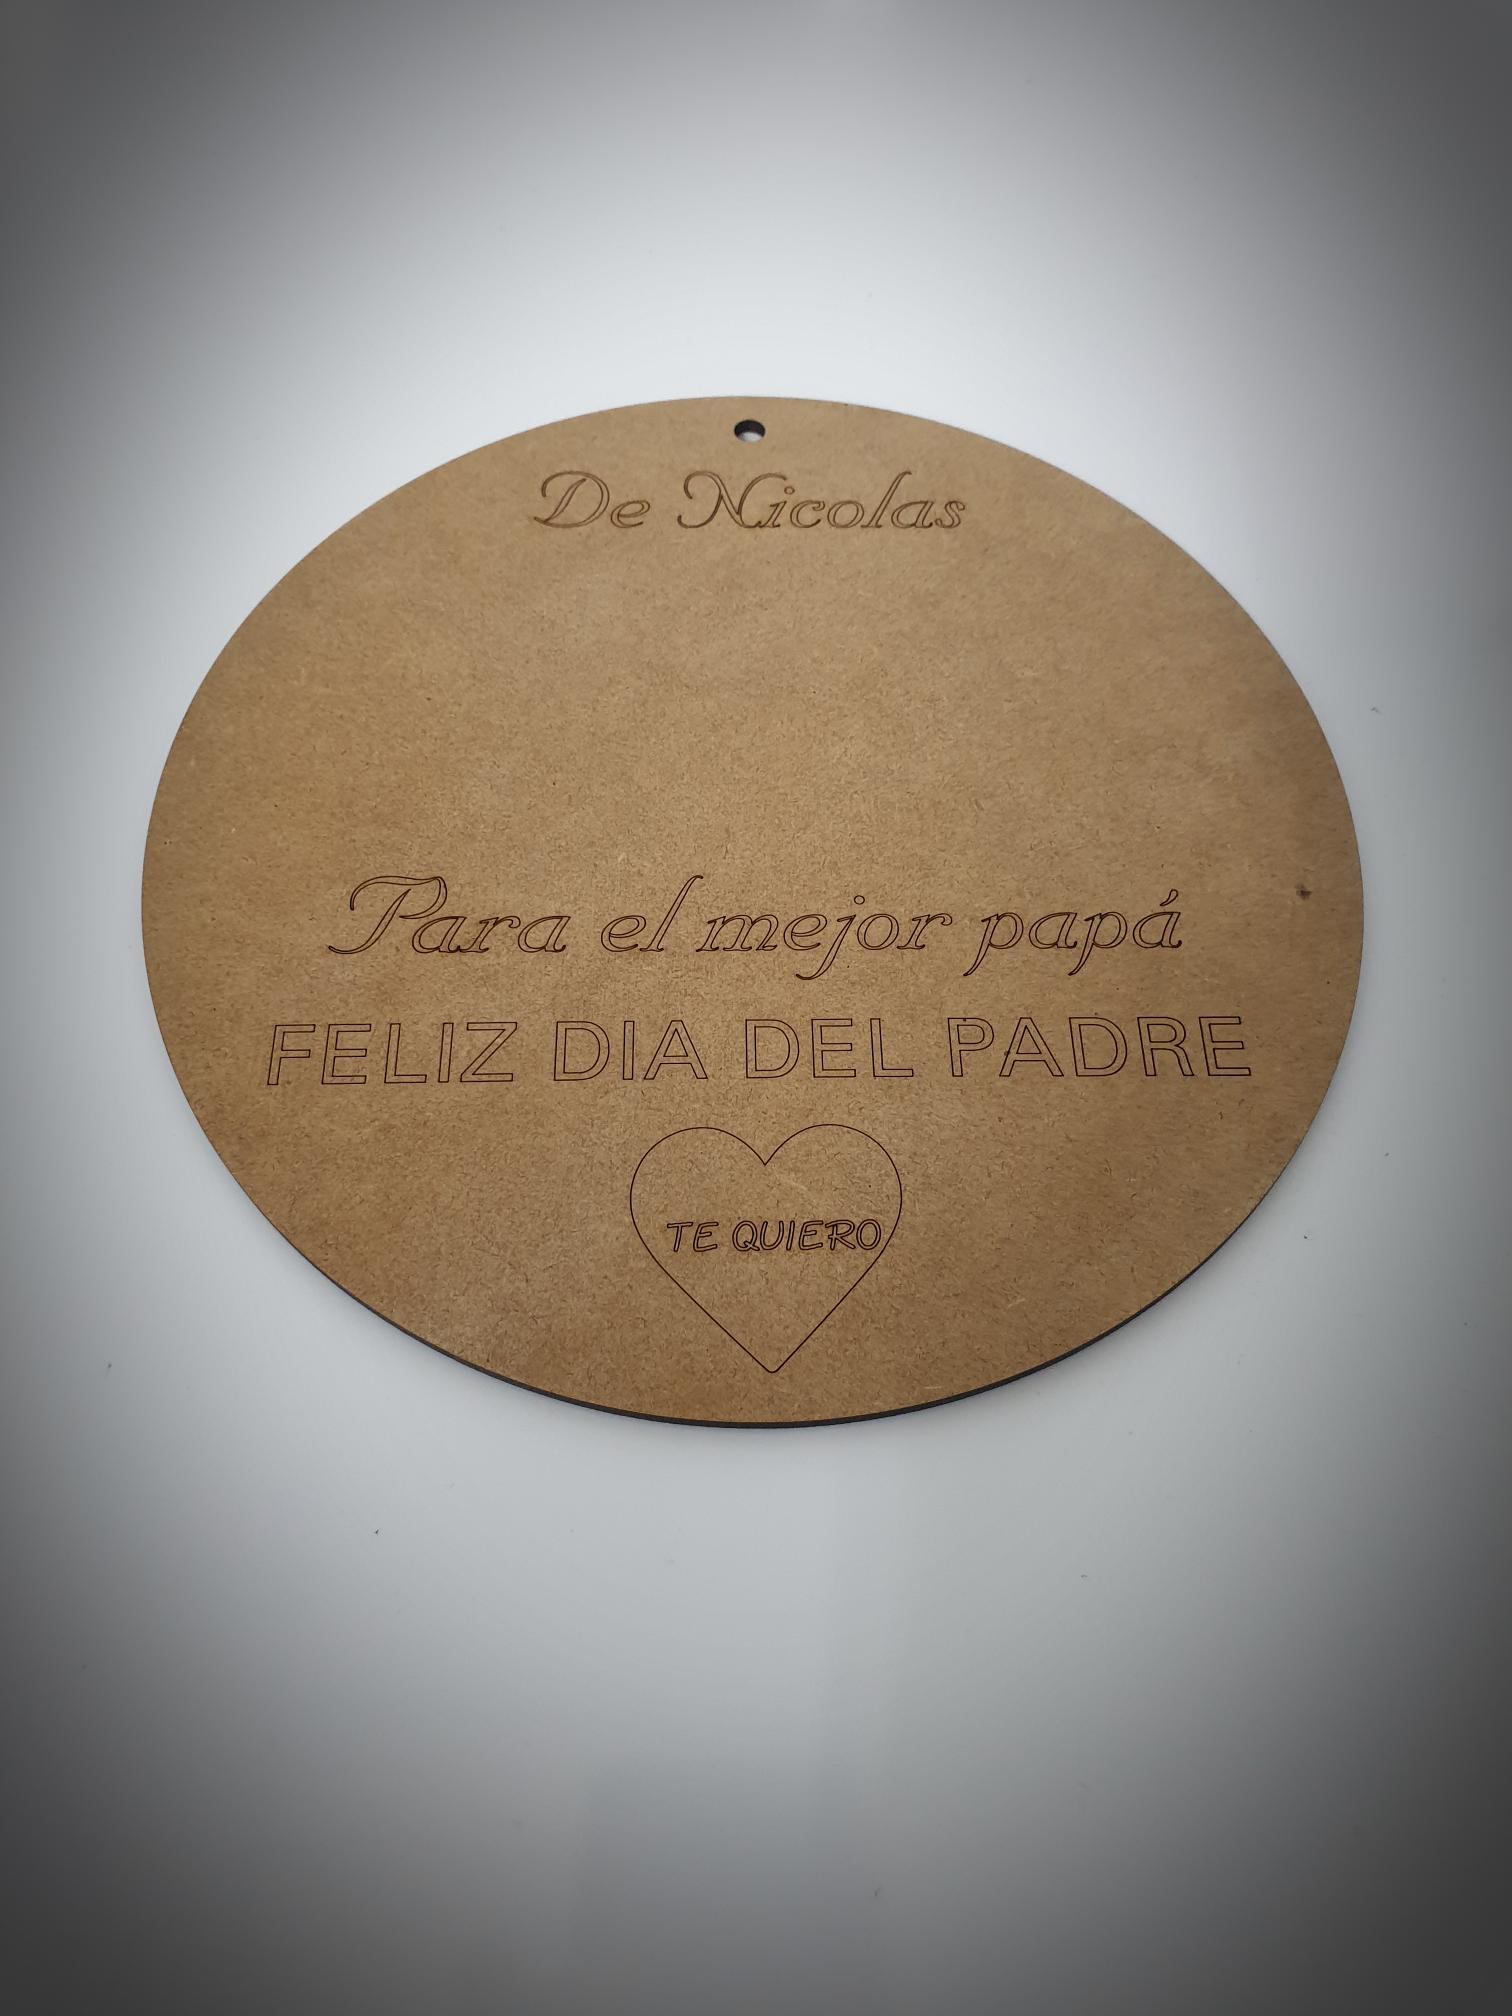 De Nicolas
Para el mejor papá
FELIZ DIA DEL PADRE
TE QUIERO